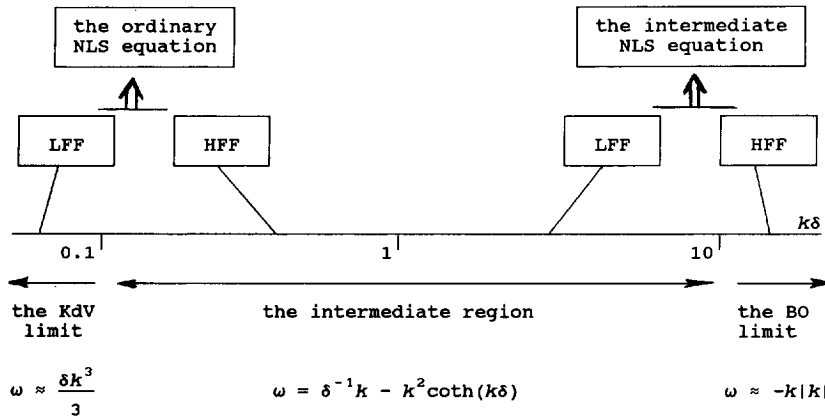 the ordinary
NLS equation
the intermediate
NLS equation
LFF
HFF
LFF
HFF
kδ
0.1
1
10
the KdV
limit
the intermediate region
the BO
limit
ω ≈ δk³/3
ω = δ⁻¹k - k²coth(kδ)
ω ≈ -k|k|